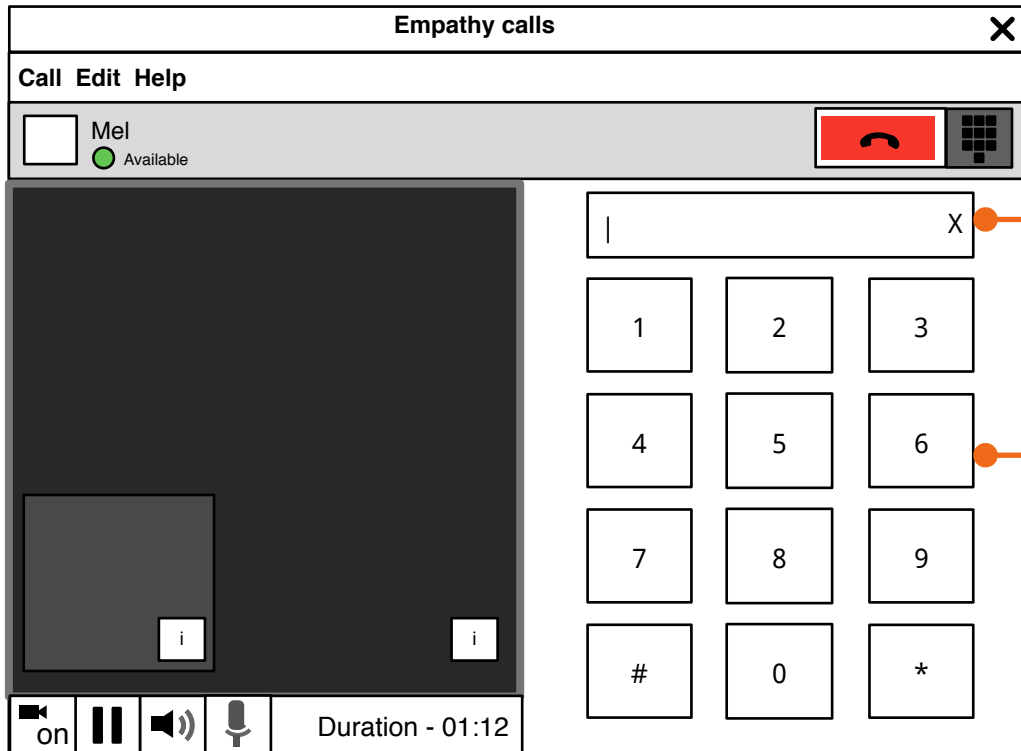 Empathy calls
Call Edit Help
Mel
Available
X
1 2 3
4 5 6
7 8 9
# 0 *
i i
on Duration - 01:12